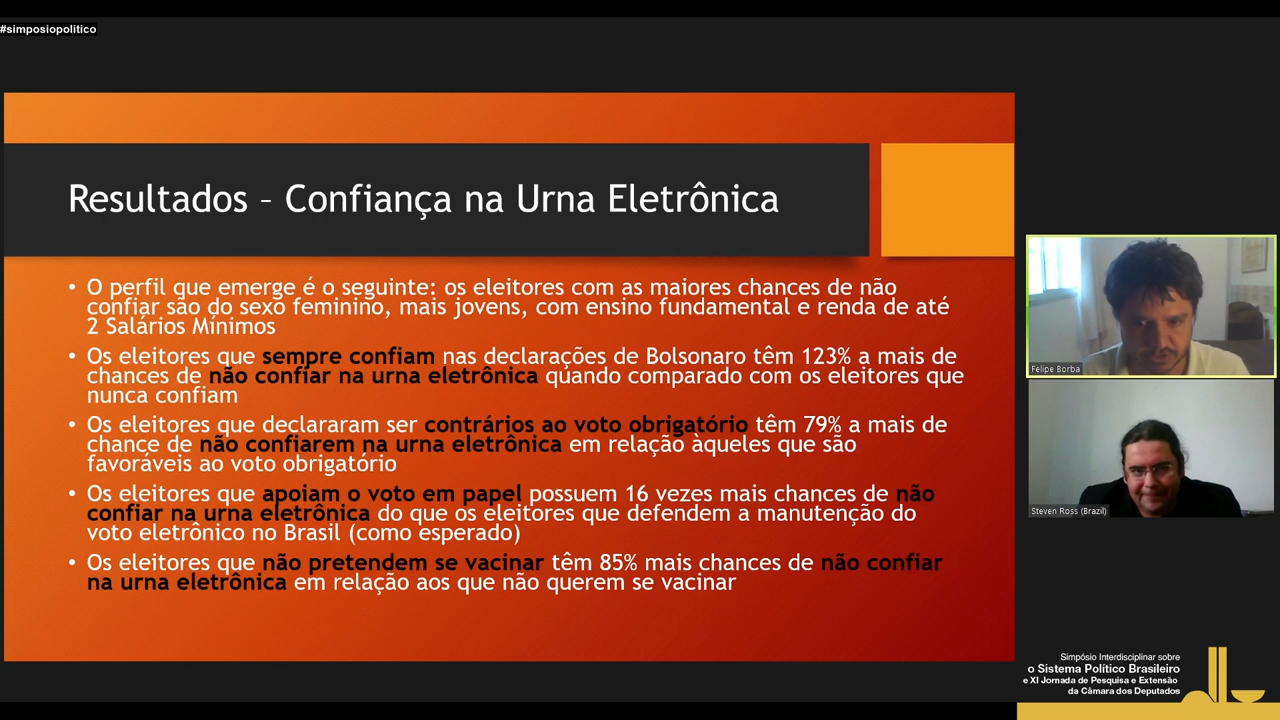 #simposiopolitico
Resultados – Confiança na Urna Eletrônica
• O perfil que emerge é o seguinte: os eleitores com as maiores chances de não
confiar são do sexo feminino, mais jovens, com ensino fundamental e renda de até
2 Salários Mínimos
• Os eleitores que sempre confiam nas declarações de Bolsonaro têm 123% a mais de
chances de não confiar na urna eletrônica quando comparado com os eleitores que
nunca confiam
• Os eleitores que declararam ser contrários ao voto obrigatório têm 79% a mais de
chance de não confiarem na urna eletrônica em relação àqueles que são
favoráveis ao voto obrigatório
• Os eleitores que apoiam o voto em papel possuem 16 vezes mais chances de não
confiar na urna eletrônica do que os eleitores que defendem a manutenção do
voto eletrônico no Brasil (como esperado)
• Os eleitores que não pretendem se vacinar têm 85% mais chances de não confiar
na urna eletrônica em relação aos que não querem se vacinar
Felipe Borba
Steven Ross (Brazil)
Simpósio Interdisciplinar sobre
o Sistema Político Brasileiro
e XI Jornada de Pesquisa e Extensão
da Câmara dos Deputados